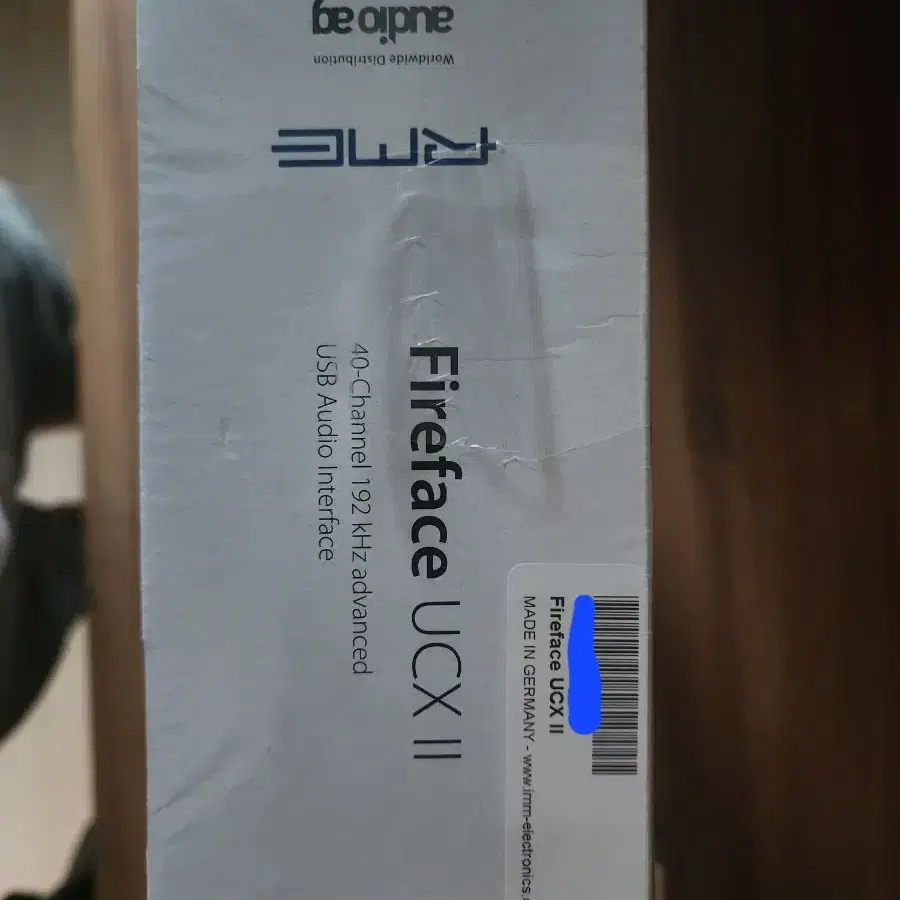 audio ag
Worldwide Distribution
RME
Fireface UCX II
40-Channel 192 kHz advanced
USB Audio Interface
Fireface UCX II
MADE IN GERMANY - www.imm-electronics.